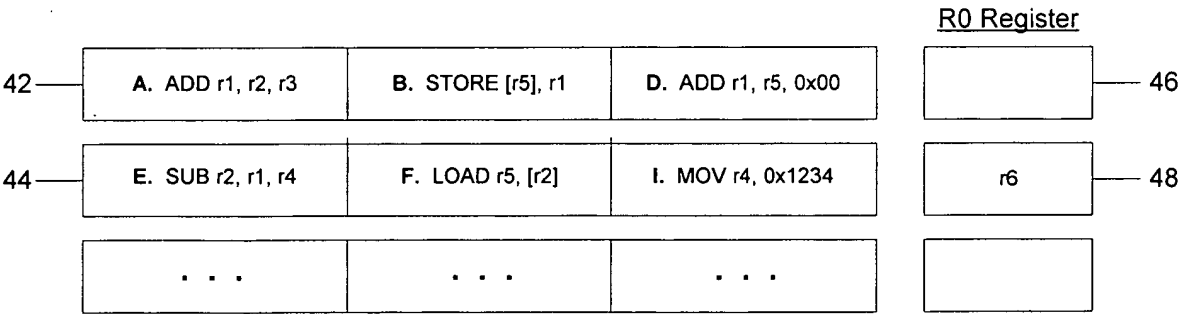 R0 Register
42 A. ADD r1, r2, r3 B. STORE [r5], r1 D. ADD r1, r5, 0x00 46
44 E. SUB r2, r1, r4 F. LOAD r5, [r2] I. MOV r4, 0x1234 r6 48
. . . . . . . . .